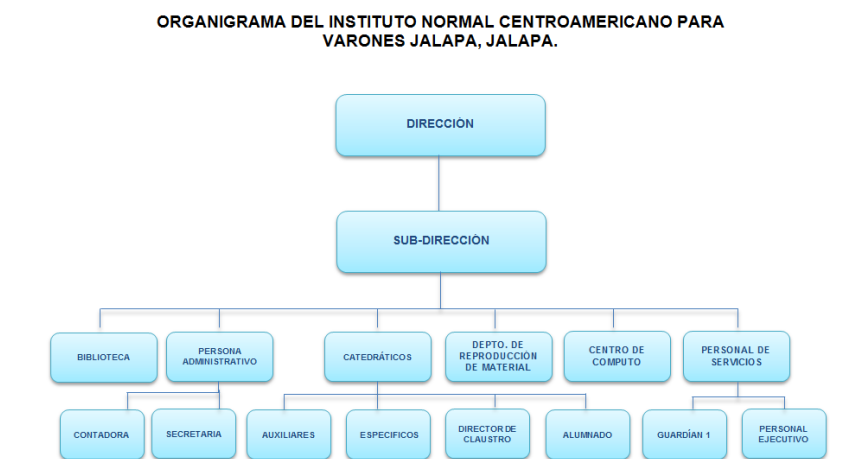 ORGANIGRAMA DEL INSTITUTO NORMAL CENTROAMERICANO PARA
VARONES JALAPA, JALAPA.
DIRECCIÓN
SUB-DIRECCIÓN
BIBLIOTECA
PERSONA
ADMINISTRATIVO
CATEDRÁTICOS
DEPTO. DE
REPRODUCCIÓN
DE MATERIAL
CENTRO DE
COMPUTO
PERSONAL DE
SERVICIOS
CONTADORA
SECRETARIA
AUXILIARES
ESPECIFICOS
DIRECTOR DE
CLAUSTRO
ALUMNADO
GUARDÍAN 1
PERSONAL
EJECUTIVO